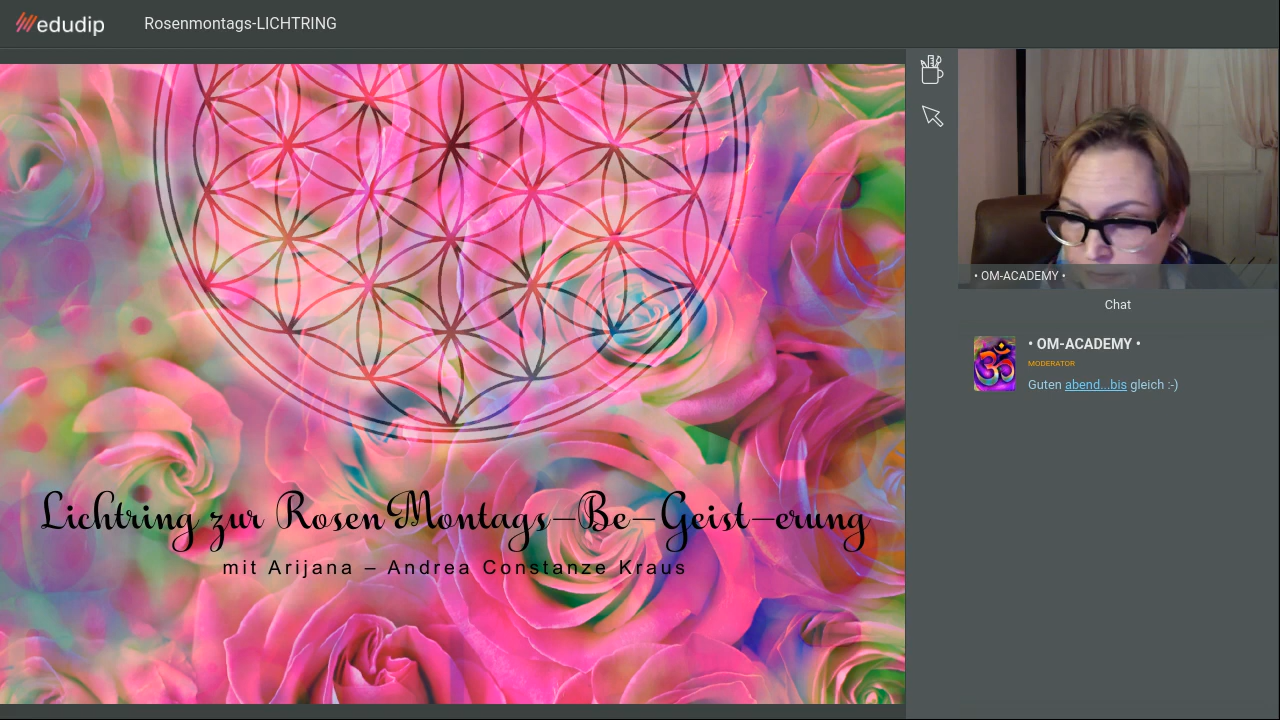 edudip
Rosenmontags-LICHTRING
Lichtring zur RosenMontags–Be–Geist–erung
mit Arijana – Andrea Constanze Kraus
• OM-ACADEMY •
Chat
• OM-ACADEMY •
MODERATOR
Guten abend...bis gleich :-)